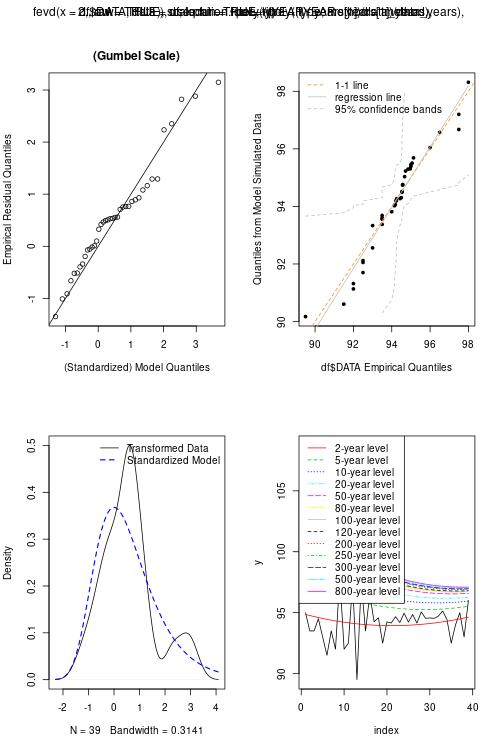 fevd(x =
(Gumbel Scale)
Empirical Residual Quantiles
3
2
1
0
-1
-1 0 1 2 3
(Standardized) Model Quantiles
1-1 line
regression line
95% confidence bands
Quantiles from Model Simulated Data
98
96
94
92
90
90 92 94 96 98
df$DATA Empirical Quantiles
Transformed Data
Standardized Model
Density
0.5
0.4
0.3
0.2
0.1
0.0
-2 -1 0 1 2 3 4
N = 39 Bandwidth = 0.3141
2-year level
5-year level
10-year level
20-year level
50-year level
80-year level
100-year level
120-year level
200-year level
250-year level
300-year level
500-year level
800-year level
y
105
100
95
90
0 10 20 30 40
index